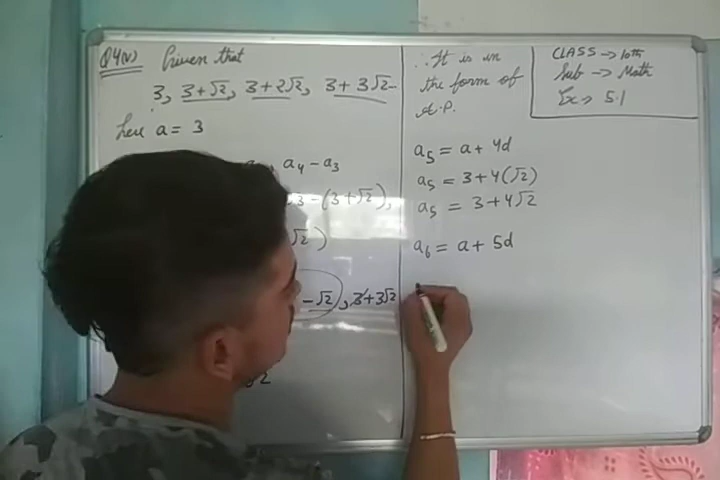 Q4(v) Given that
3, 3+√2, 3+2√2, 3+3√2-
here a = 3
a₄ - a₃
3 - (3+√2),
√2)
-√2), 3+3√2
√2
∴ It is in
the form of
A.P.
a₅ = a + 4d
a₅ = 3 + 4(√2)
a₅ = 3 + 4√2
a₆ = a + 5d
CLASS → 10th
Sub → Math
Ex → 5.1